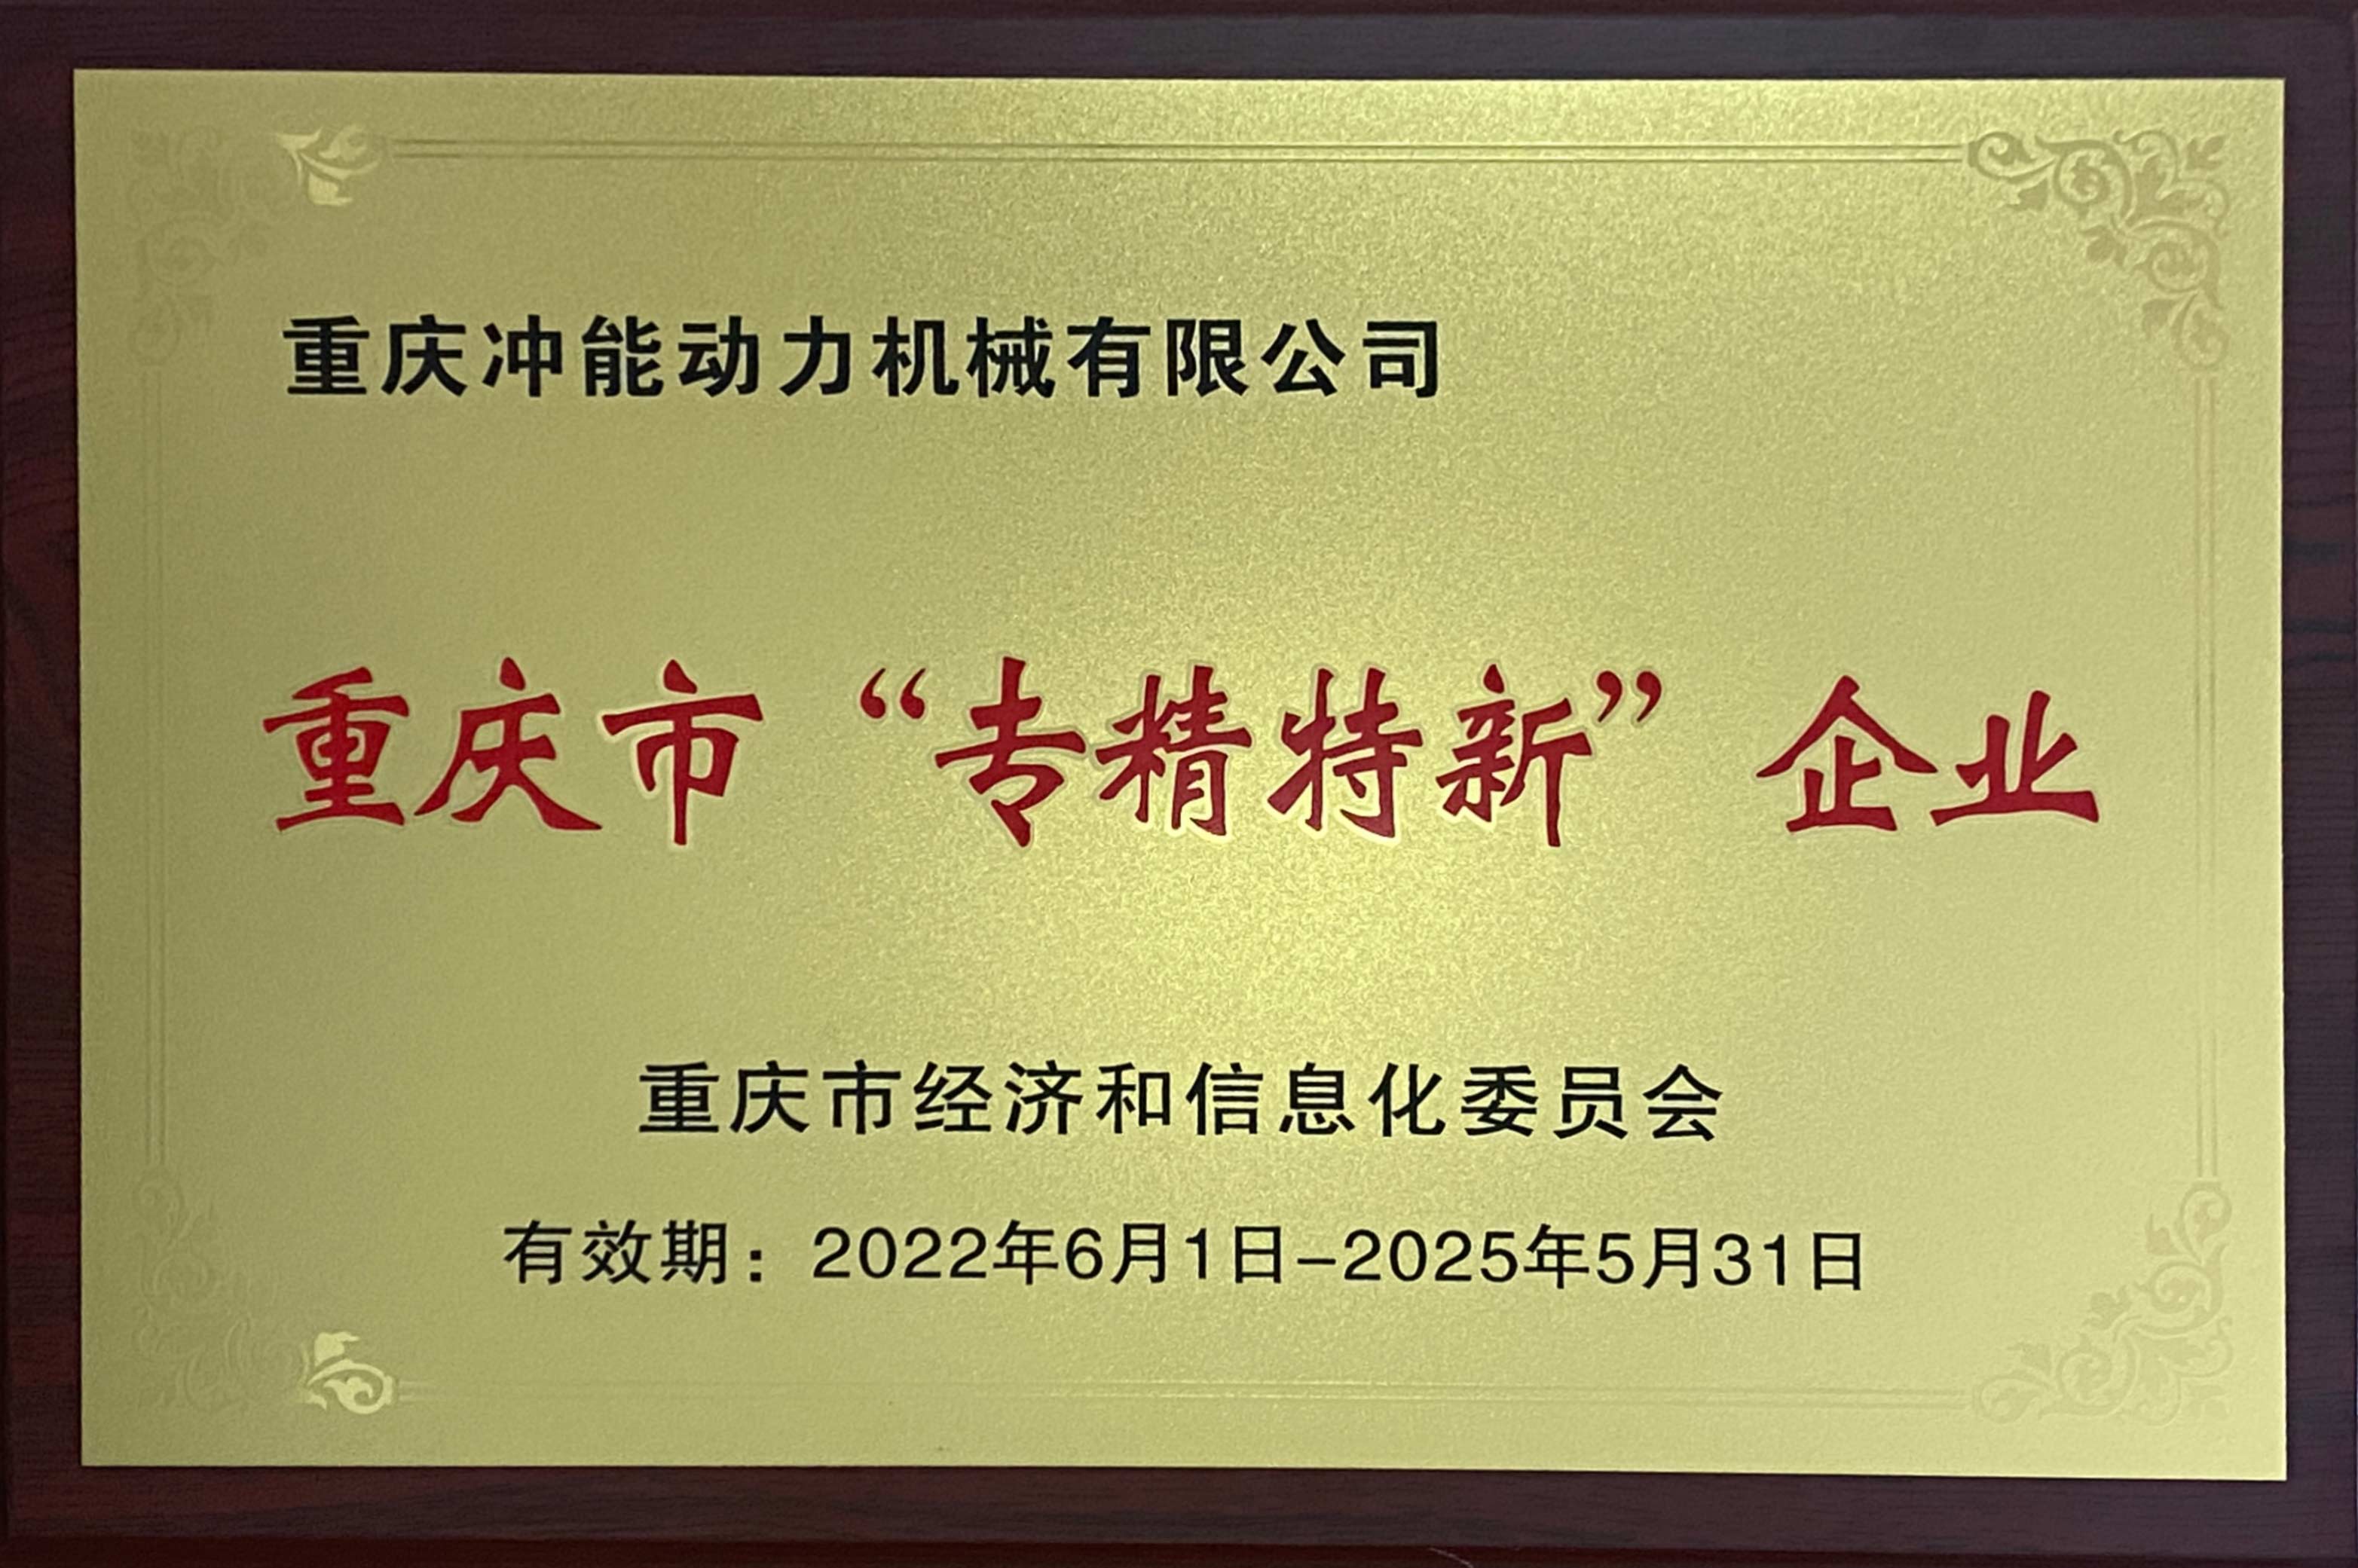 重庆冲能动力机械有限公司
重庆市“专精特新”企业
重庆市经济和信息化委员会
有效期：2022年6月1日-2025年5月31日